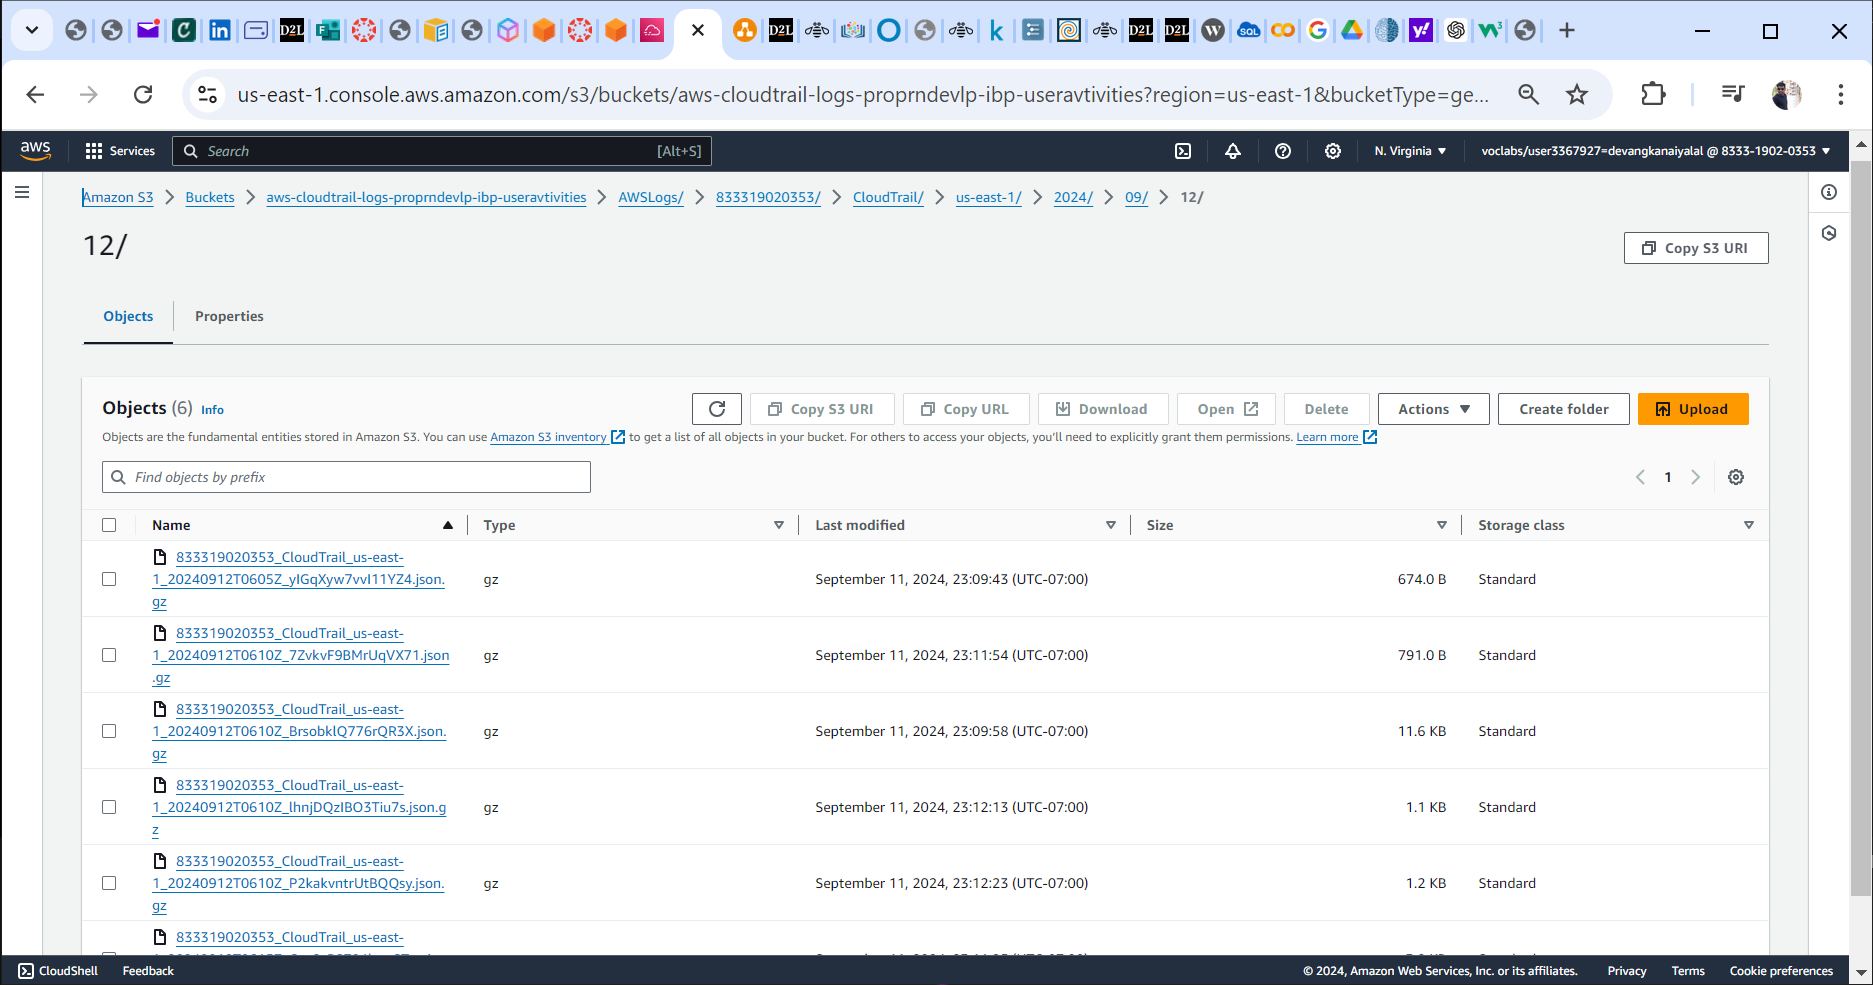 us-east-1.console.aws.amazon.com/s3/buckets/aws-cloudtrail-logs-proprndevlp-ibp-useravtivities?region=us-east-1&bucketType=ge...
aws Services Search [Alt+S] N. Virginia voclabs/user3367927=devangkanaiyalal @ 8333-1902-0353
Amazon S3 Buckets aws-cloudtrail-logs-proprndevlp-ibp-useravtivities AWSLogs/ 833319020353/ CloudTrail/ us-east-1/ 2024/ 09/ 12/
12/
Copy S3 URI
Objects Properties
Objects (6) Info Copy S3 URI Copy URL Download Open Delete Actions Create folder Upload
Objects are the fundamental entities stored in Amazon S3. You can use Amazon S3 inventory to get a list of all objects in your bucket. For others to access your objects, you'll need to explicitly grant them permissions. Learn more
Find objects by prefix 1
Name Type Last modified Size Storage class
833319020353_CloudTrail_us-east-
1_20240912T0605Z_yIGqXyw7vvI11YZ4.json. gz September 11, 2024, 23:09:43 (UTC-07:00) 674.0 B Standard
gz
833319020353_CloudTrail_us-east-
1_20240912T0610Z_7ZvkvF9BMrUqVX71.json gz September 11, 2024, 23:11:54 (UTC-07:00) 791.0 B Standard
.gz
833319020353_CloudTrail_us-east-
1_20240912T0610Z_BrsobklQ776rQR3X.json. gz September 11, 2024, 23:09:58 (UTC-07:00) 11.6 KB Standard
gz
833319020353_CloudTrail_us-east-
1_20240912T0610Z_lhnjDQzIBO3Tiu7s.json.g gz September 11, 2024, 23:12:13 (UTC-07:00) 1.1 KB Standard
z
833319020353_CloudTrail_us-east-
1_20240912T0610Z_P2kakvntrUtBQQsy.json. gz September 11, 2024, 23:12:23 (UTC-07:00) 1.2 KB Standard
gz
833319020353_CloudTrail_us-east-
CloudShell Feedback © 2024, Amazon Web Services, Inc. or its affiliates. Privacy Terms Cookie preferences